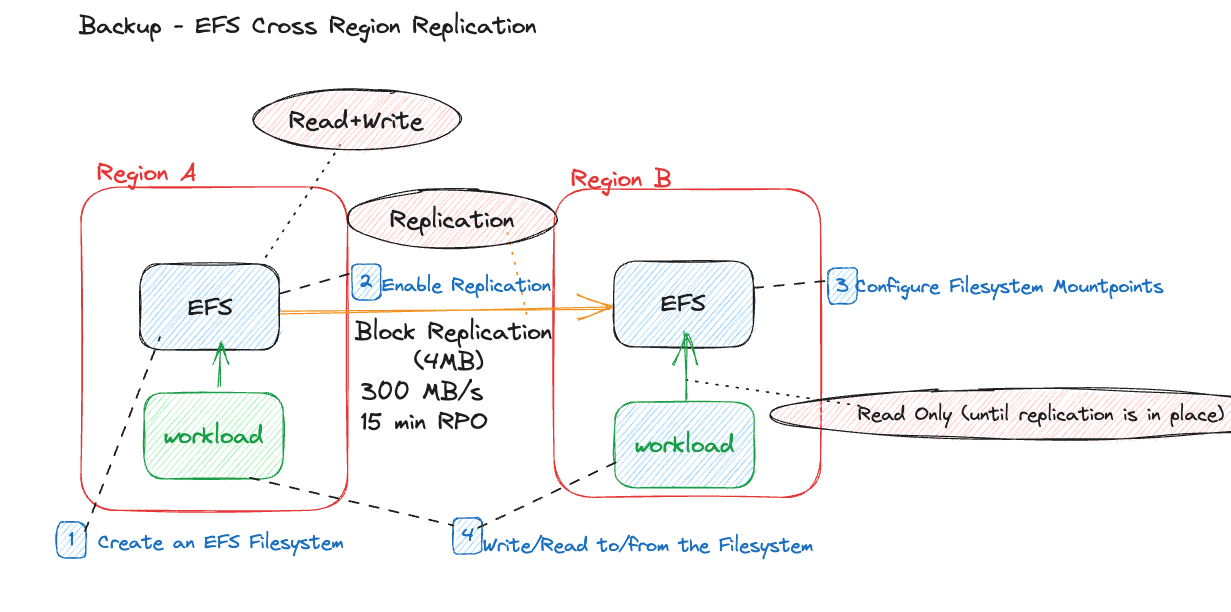 Backup - EFS Cross Region Replication
Read+Write
Region A
Region B
Replication
2 Enable Replication
3 Configure Filesystem Mountpoints
EFS
EFS
Block Replication
(4MB)
300 MB/s
15 min RPO
Read Only (until replication is in place)
workload
workload
1 Create an EFS Filesystem
4 Write/Read to/from the Filesystem